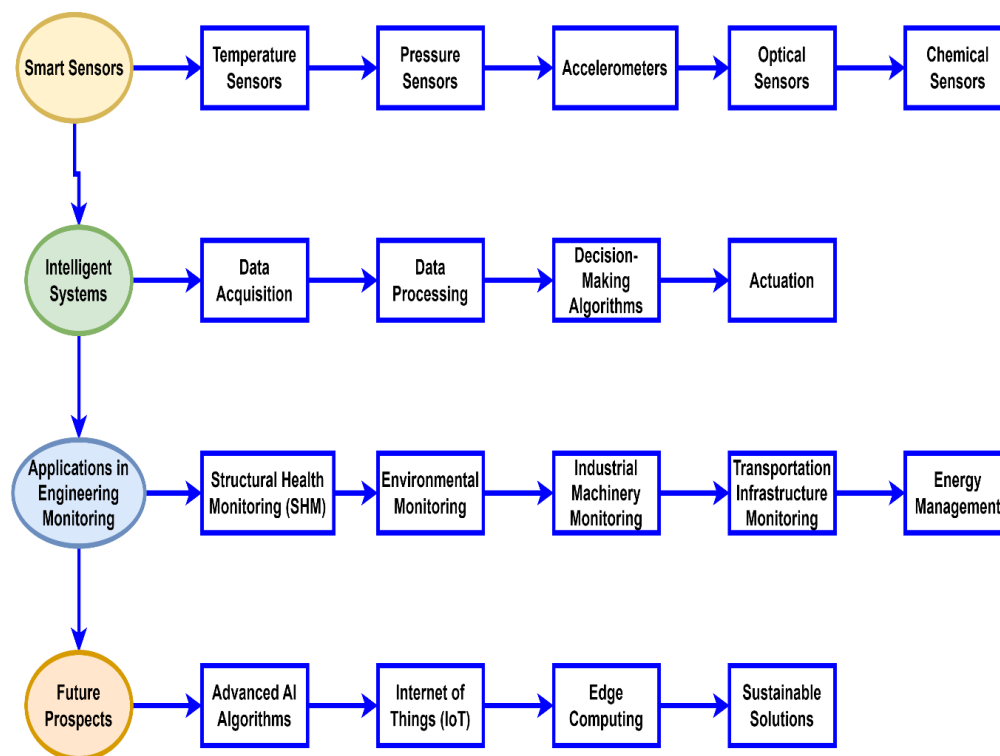 Smart Sensors
Temperature
Sensors
Pressure
Sensors
Accelerometers
Optical
Sensors
Chemical
Sensors
Intelligent
Systems
Data
Acquisition
Data
Processing
Decision-
Making
Algorithms
Actuation
Applications in
Engineering
Monitoring
Structural Health
Monitoring (SHM)
Environmental
Monitoring
Industrial
Machinery
Monitoring
Transportation
Infrastructure
Monitoring
Energy
Management
Future
Prospects
Advanced AI
Algorithms
Internet of
Things (IoT)
Edge
Computing
Sustainable
Solutions